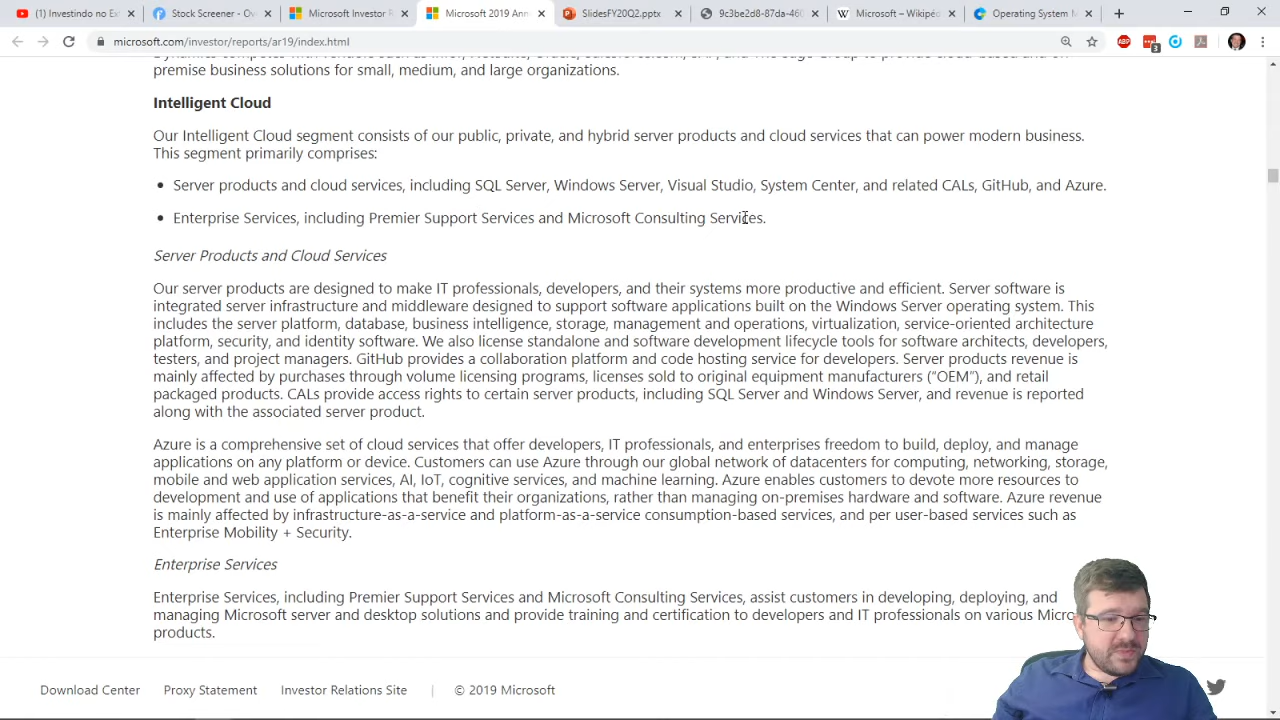 Investindo no Ex
Stock Screener - Ov
Microsoft Investor R
Microsoft 2019 Ann
SlidesFY20Q2.pptx
9c3be2d8-87da-460
Microsoft – Wikipéd
Operating System M
microsoft.com/investor/reports/ar19/index.html
ABP
3
premise business solutions for small, medium, and large organizations.
Intelligent Cloud
Our Intelligent Cloud segment consists of our public, private, and hybrid server products and cloud services that can power modern business.
This segment primarily comprises:
• Server products and cloud services, including SQL Server, Windows Server, Visual Studio, System Center, and related CALs, GitHub, and Azure.
• Enterprise Services, including Premier Support Services and Microsoft Consulting Services.
Server Products and Cloud Services
Our server products are designed to make IT professionals, developers, and their systems more productive and efficient. Server software is
integrated server infrastructure and middleware designed to support software applications built on the Windows Server operating system. This
includes the server platform, database, business intelligence, storage, management and operations, virtualization, service-oriented architecture
platform, security, and identity software. We also license standalone and software development lifecycle tools for software architects, developers,
testers, and project managers. GitHub provides a collaboration platform and code hosting service for developers. Server products revenue is
mainly affected by purchases through volume licensing programs, licenses sold to original equipment manufacturers (“OEM”), and retail
packaged products. CALs provide access rights to certain server products, including SQL Server and Windows Server, and revenue is reported
along with the associated server product.
Azure is a comprehensive set of cloud services that offer developers, IT professionals, and enterprises freedom to build, deploy, and manage
applications on any platform or device. Customers can use Azure through our global network of datacenters for computing, networking, storage,
mobile and web application services, AI, IoT, cognitive services, and machine learning. Azure enables customers to devote more resources to
development and use of applications that benefit their organizations, rather than managing on-premises hardware and software. Azure revenue
is mainly affected by infrastructure-as-a-service and platform-as-a-service consumption-based services, and per user-based services such as
Enterprise Mobility + Security.
Enterprise Services
Enterprise Services, including Premier Support Services and Microsoft Consulting Services, assist customers in developing, deploying, and
managing Microsoft server and desktop solutions and provide training and certification to developers and IT professionals on various Micro
products.
Download Center
Proxy Statement
Investor Relations Site
|
© 2019 Microsoft